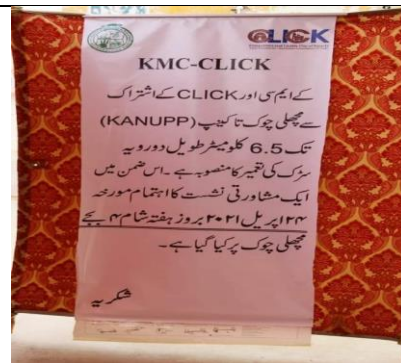 CLICK
KMC-CLICK
کے ایم سی اور CLICK کے اشتراک
سے مچھلی چوک تا کینپ (KANUPP)
تک 6.5 کلومیٹر طویل دورویہ
سڑک کی تعمیر کا منصوبہ ہے۔ اس ضمن میں
ایک مشاورتی نشست کا اہتمام مورخہ
۲۴ اپریل ۲۰۲۱ بروز ہفتہ شام ۴ بجے
مچھلی چوک پر کیا گیا ہے۔
شکریہ